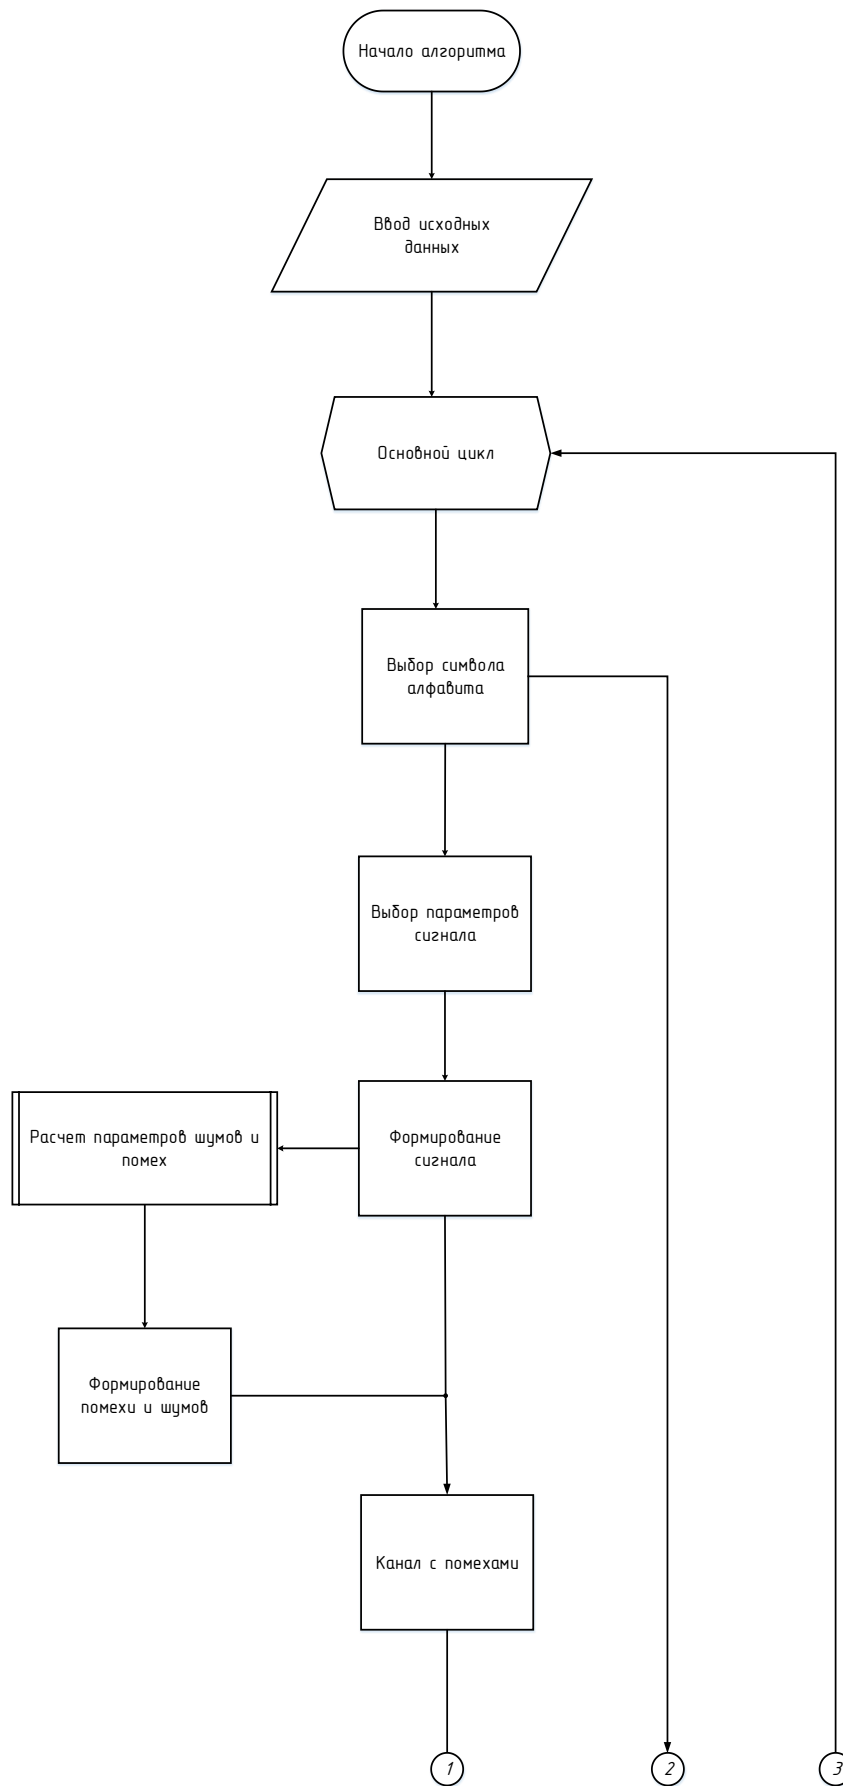 Начало алгоритма
Ввод исходных
данных
Основной цикл
Выбор символа
алфавита
Выбор параметров
сигнала
Расчет параметров шумов и
помех
Формирование
сигнала
Формирование
помехи и шумов
Канал с помехами
1
2
3